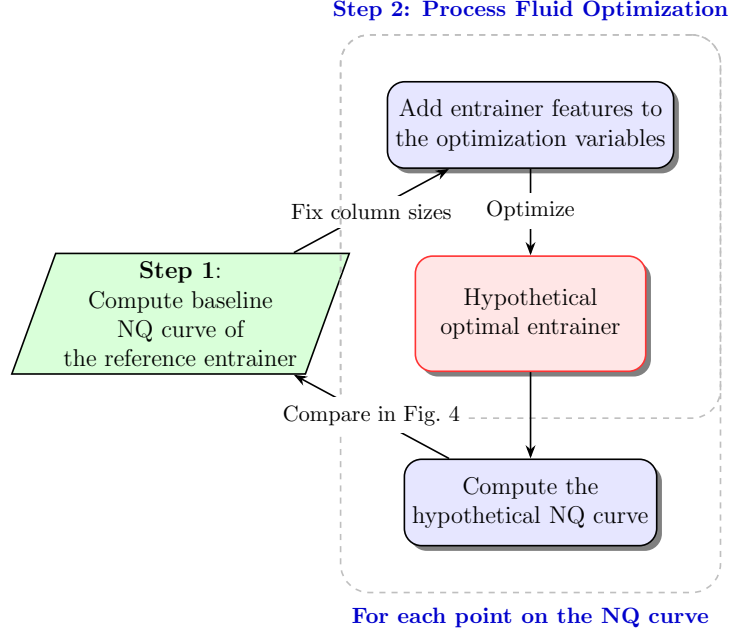 Step 2: Process Fluid Optimization
Add entrainer features to
the optimization variables
Fix column sizes
Optimize
Step 1:
Compute baseline
NQ curve of
the reference entrainer
Hypothetical
optimal entrainer
Compare in Fig. 4
Compute the
hypothetical NQ curve
For each point on the NQ curve